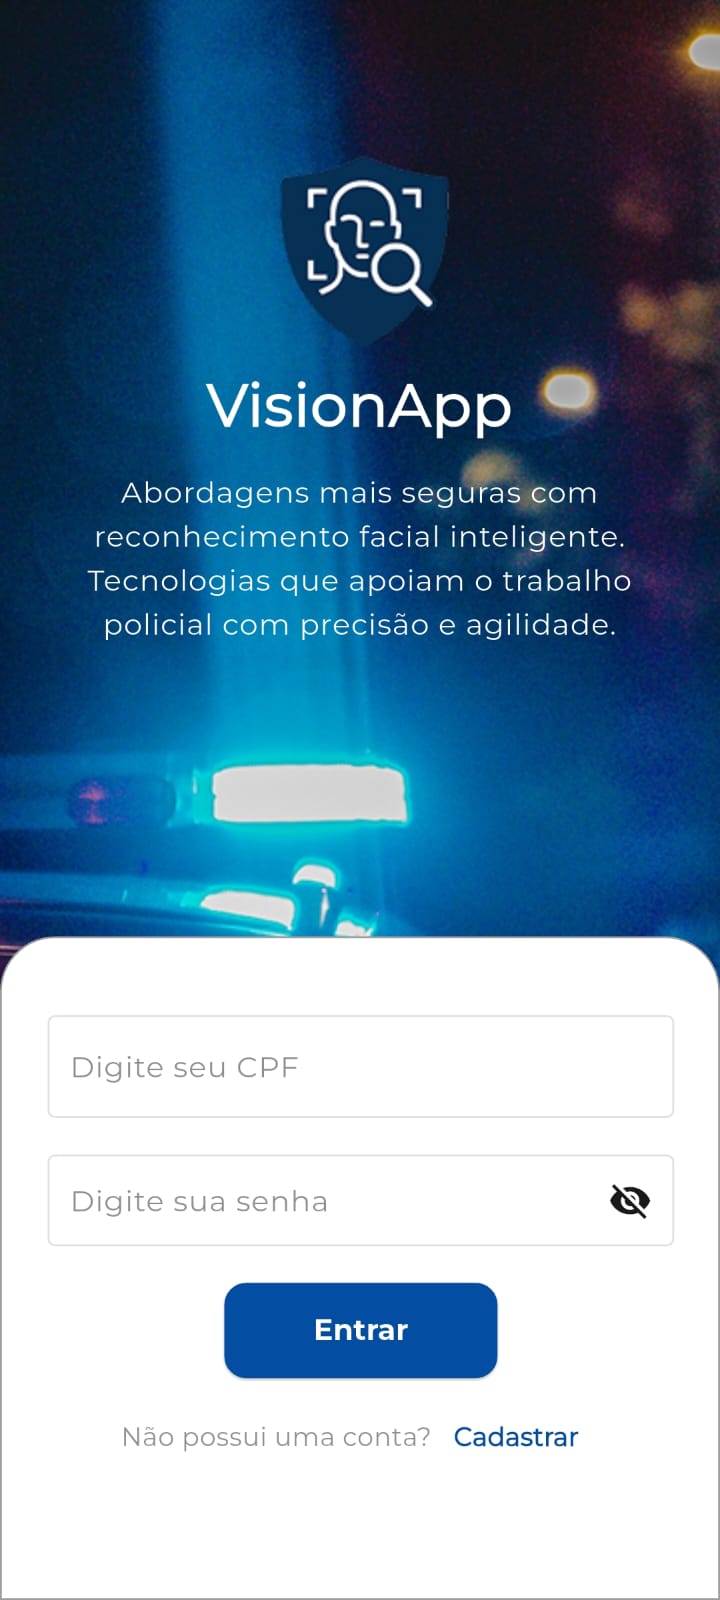 VisionApp
Abordagens mais seguras com
reconhecimento facial inteligente.
Tecnologias que apoiam o trabalho
policial com precisão e agilidade.
Digite seu CPF
Digite sua senha
Entrar
Não possui uma conta? Cadastrar